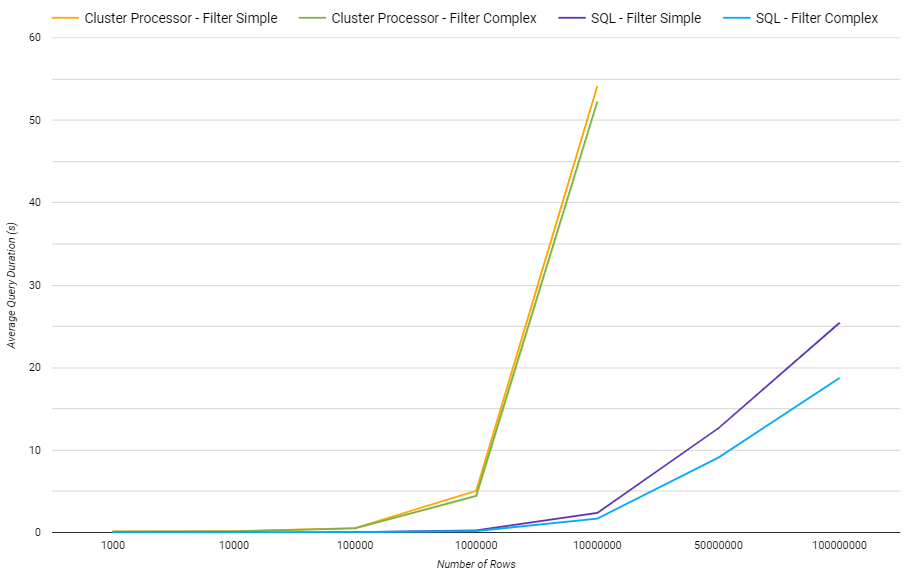 Cluster Processor - Filter Simple Cluster Processor - Filter Complex SQL - Filter Simple SQL - Filter Complex
60
50
40
30
20
10
0
Average Query Duration (s)
1000 10000 100000 1000000 10000000 50000000 100000000
Number of Rows